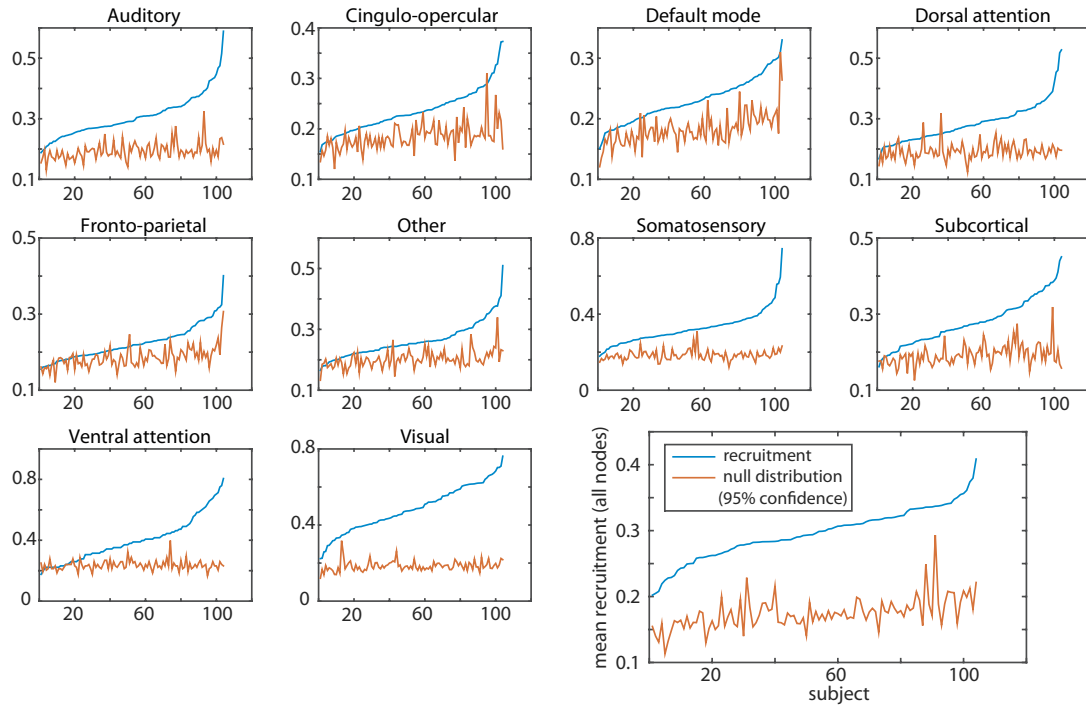 Auditory
0.5
0.3
0.1
20 60 100
Cingulo-opercular
0.4
0.3
0.2
0.1
20 60 100
Default mode
0.3
0.2
0.1
20 60 100
Dorsal attention
0.5
0.3
0.1
20 60 100
Fronto-parietal
0.5
0.3
0.1
20 60 100
Other
0.5
0.3
0.1
20 60 100
Somatosensory
0.8
0.4
0
20 60 100
Subcortical
0.5
0.3
0.1
20 60 100
Ventral attention
0.8
0.4
0
20 60 100
Visual
0.8
0.4
0
20 60 100
mean recruitment (all nodes)
0.4
0.3
0.2
0.1
recruitment
null distribution
(95% confidence)
20 60 100
subject